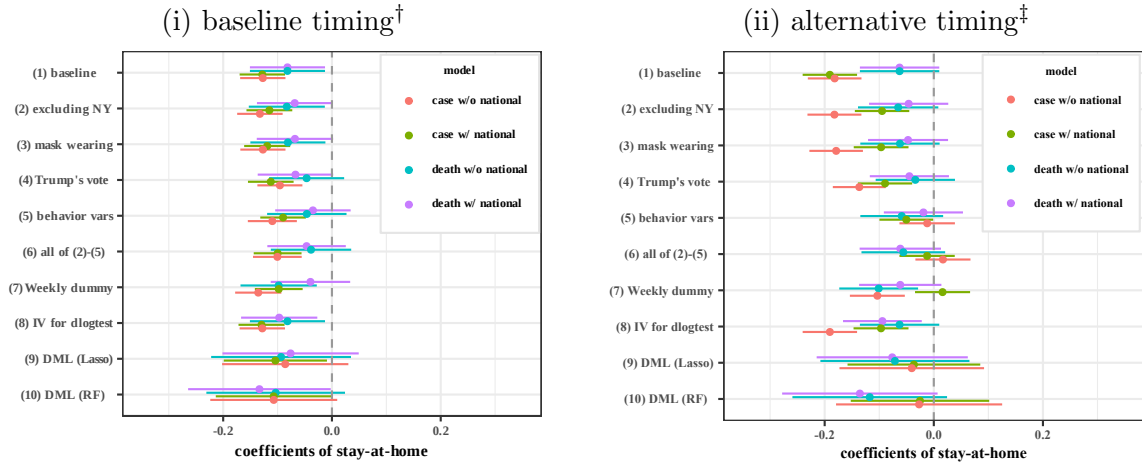 (i) baseline timing†
(1) baseline
(2) excluding NY
(3) mask wearing
(4) Trump's vote
(5) behavior vars
(6) all of (2)-(5)
(7) Weekly dummy
(8) IV for dlogtest
(9) DML (Lasso)
(10) DML (RF)
model
case w/o national
case w/ national
death w/o national
death w/ national
-0.2 0.0 0.2
coefficients of stay-at-home
(ii) alternative timing‡
(1) baseline
(2) excluding NY
(3) mask wearing
(4) Trump's vote
(5) behavior vars
(6) all of (2)-(5)
(7) Weekly dummy
(8) IV for dlogtest
(9) DML (Lasso)
(10) DML (RF)
model
case w/o national
case w/ national
death w/o national
death w/ national
-0.2 0.0 0.2
coefficients of stay-at-home